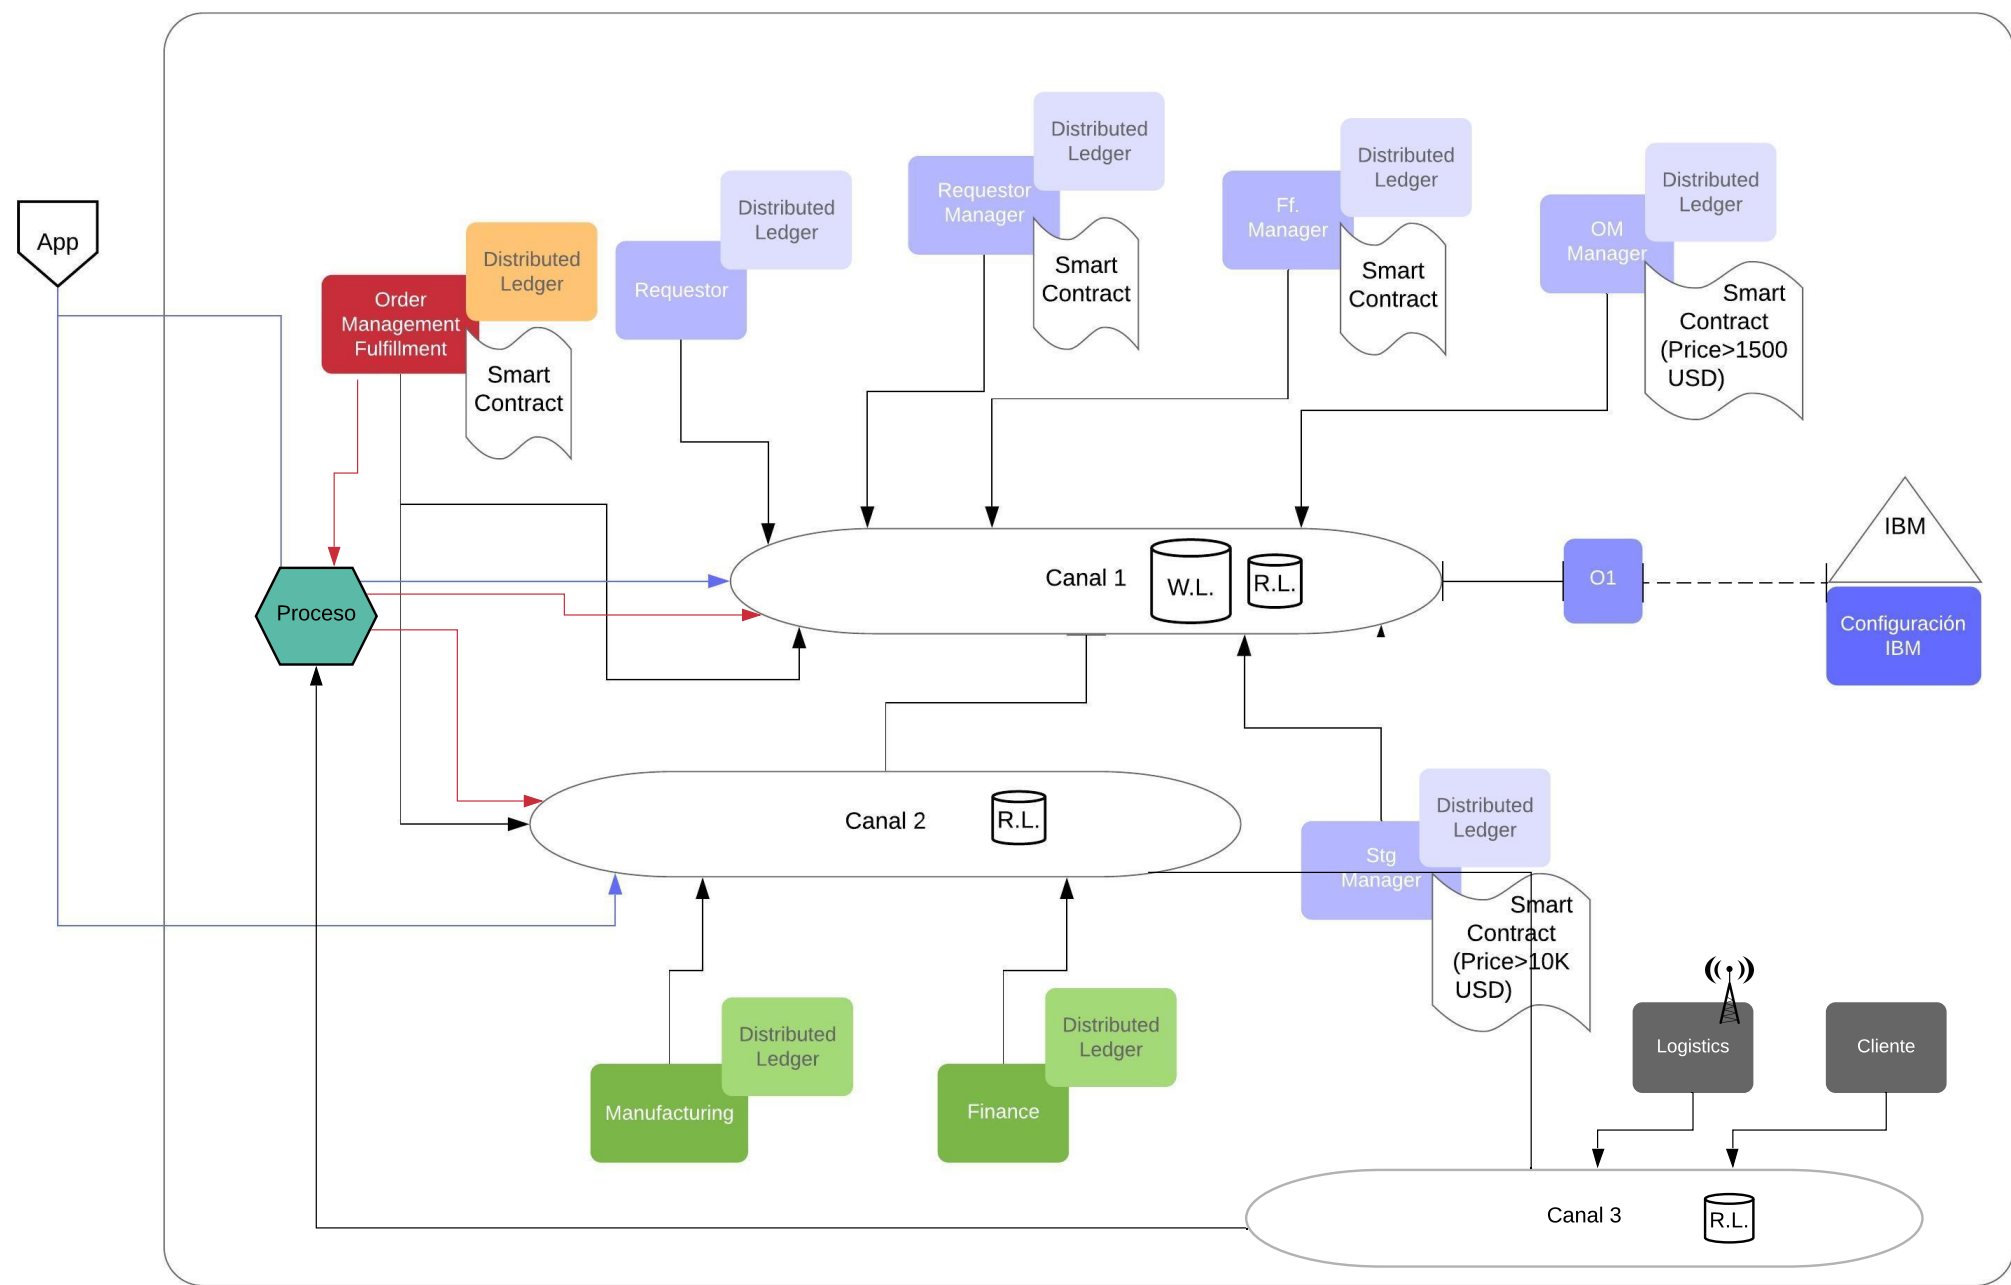 Distributed
Ledger
Requestor
Manager
Smart
Contract
Distributed
Ledger
Ff.
Manager
Smart
Contract
Distributed
Ledger
OM
Manager
Smart
Contract
(Price>1500
USD)
Distributed
Ledger
Requestor
App
Distributed
Ledger
Order
Management
Fulfillment
Smart
Contract
IBM
Configuración
IBM
O1
Canal 1
W.L.
R.L.
Proceso
Canal 2
R.L.
Distributed
Ledger
Stg
Manager
Smart
Contract
(Price>10K
USD)
Distributed
Ledger
Manufacturing
Distributed
Ledger
Finance
Logistics
Cliente
Canal 3
R.L.